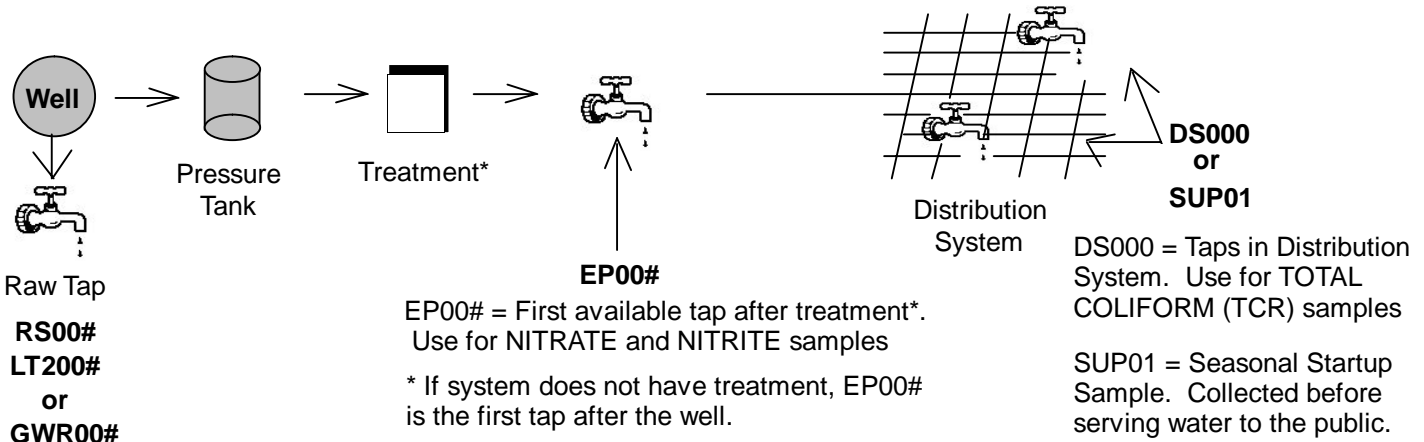 Well
Pressure
Tank
Treatment*
Raw Tap
RS00#
LT200#
or
GWR00#
EP00#
EP00# = First available tap after treatment*.
Use for NITRATE and NITRITE samples
* If system does not have treatment, EP00#
is the first tap after the well.
Distribution
System
DS000
or
SUP01
DS000 = Taps in Distribution
System. Use for TOTAL
COLIFORM (TCR) samples
SUP01 = Seasonal Startup
Sample. Collected before
serving water to the public.